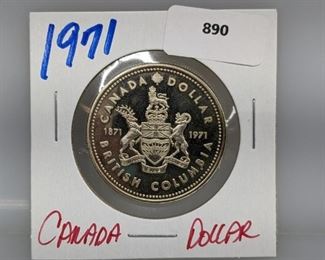 1971
890
CANADA DOLLAR
1871 1971
BRITISH COLUMBIA
CANADA — DOLLAR